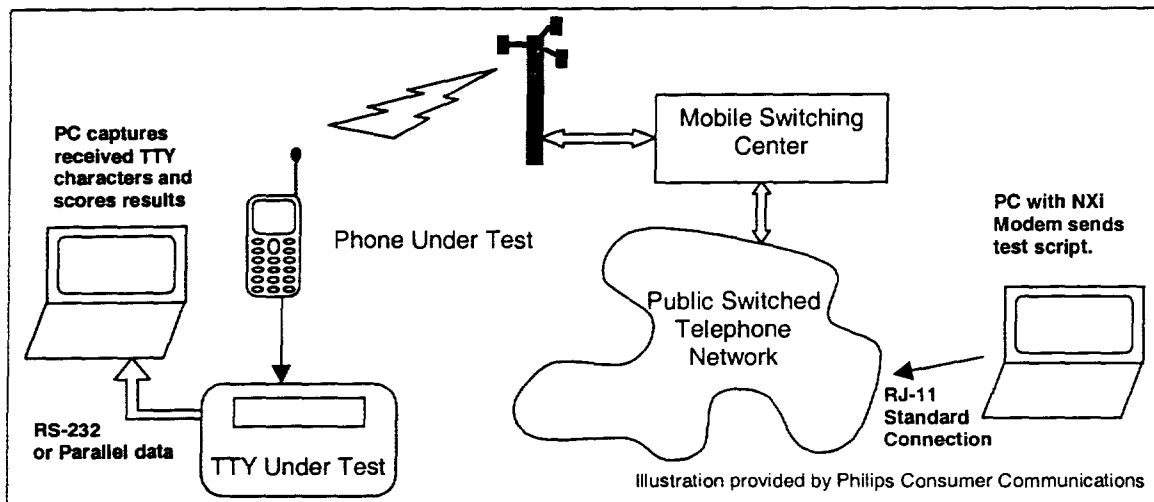 PC captures
received TTY
characters and
scores results
Phone Under Test
Mobile Switching
Center
PC with NXi
Modem sends
test script.
Public Switched
Telephone
Network
RJ-11
Standard
Connection
RS-232
or Parallel data
TTY Under Test
Illustration provided by Philips Consumer Communications